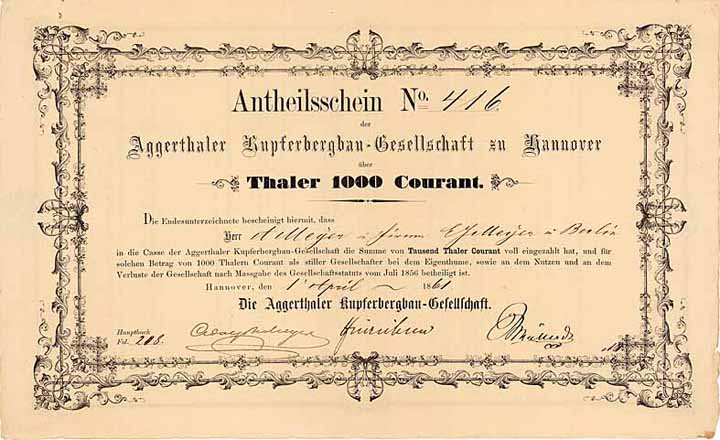 Antheilsschein No. 416.
der
Aggerthaler Kupferbergbau-Gesellschaft zu Hannover
über
Thaler 1000 Courant.
Die Endesunterzeichnete bescheinigt hiermit, dass
Herr A Meyer Firma Meyer Berlin
in die Casse der Aggerthaler Kupferbergbau-Gesellschaft die Summe von Tausend Thaler Courant voll eingezahlt hat, und für
solchen Betrag von 1000 Thalern Courant als stiller Gesellschafter bei dem Eigenthume, sowie an dem Nutzen und an dem
Verluste der Gesellschaft nach Massgabe des Gesellschaftsstatuts vom Juli 1856 betheiligt ist.
Hannover, den 1' April 1861
Die Aggerthaler Kupferbergbau-Gesellschaft.
Hauptbuch
Fol. 208.